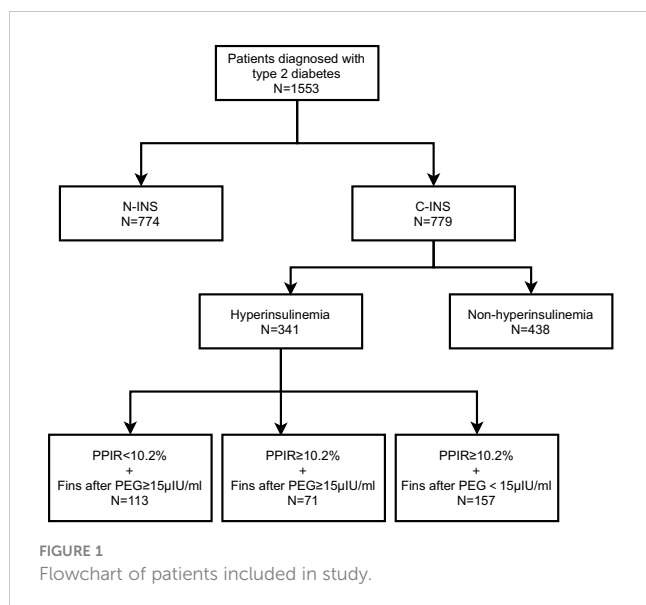 Patients diagnosed with
type 2 diabetes
N=1553
N-INS
N=774
C-INS
N=779
Hyperinsulinemia
N=341
Non-hyperinsulinemia
N=438
PPIR<10.2%
+
Fins after PEG≥15μIU/ml
N=113
PPIR≥10.2%
+
Fins after PEG≥15μIU/ml
N=71
PPIR≥10.2%
+
Fins after PEG < 15μIU/ml
N=157
FIGURE 1
Flowchart of patients included in study.